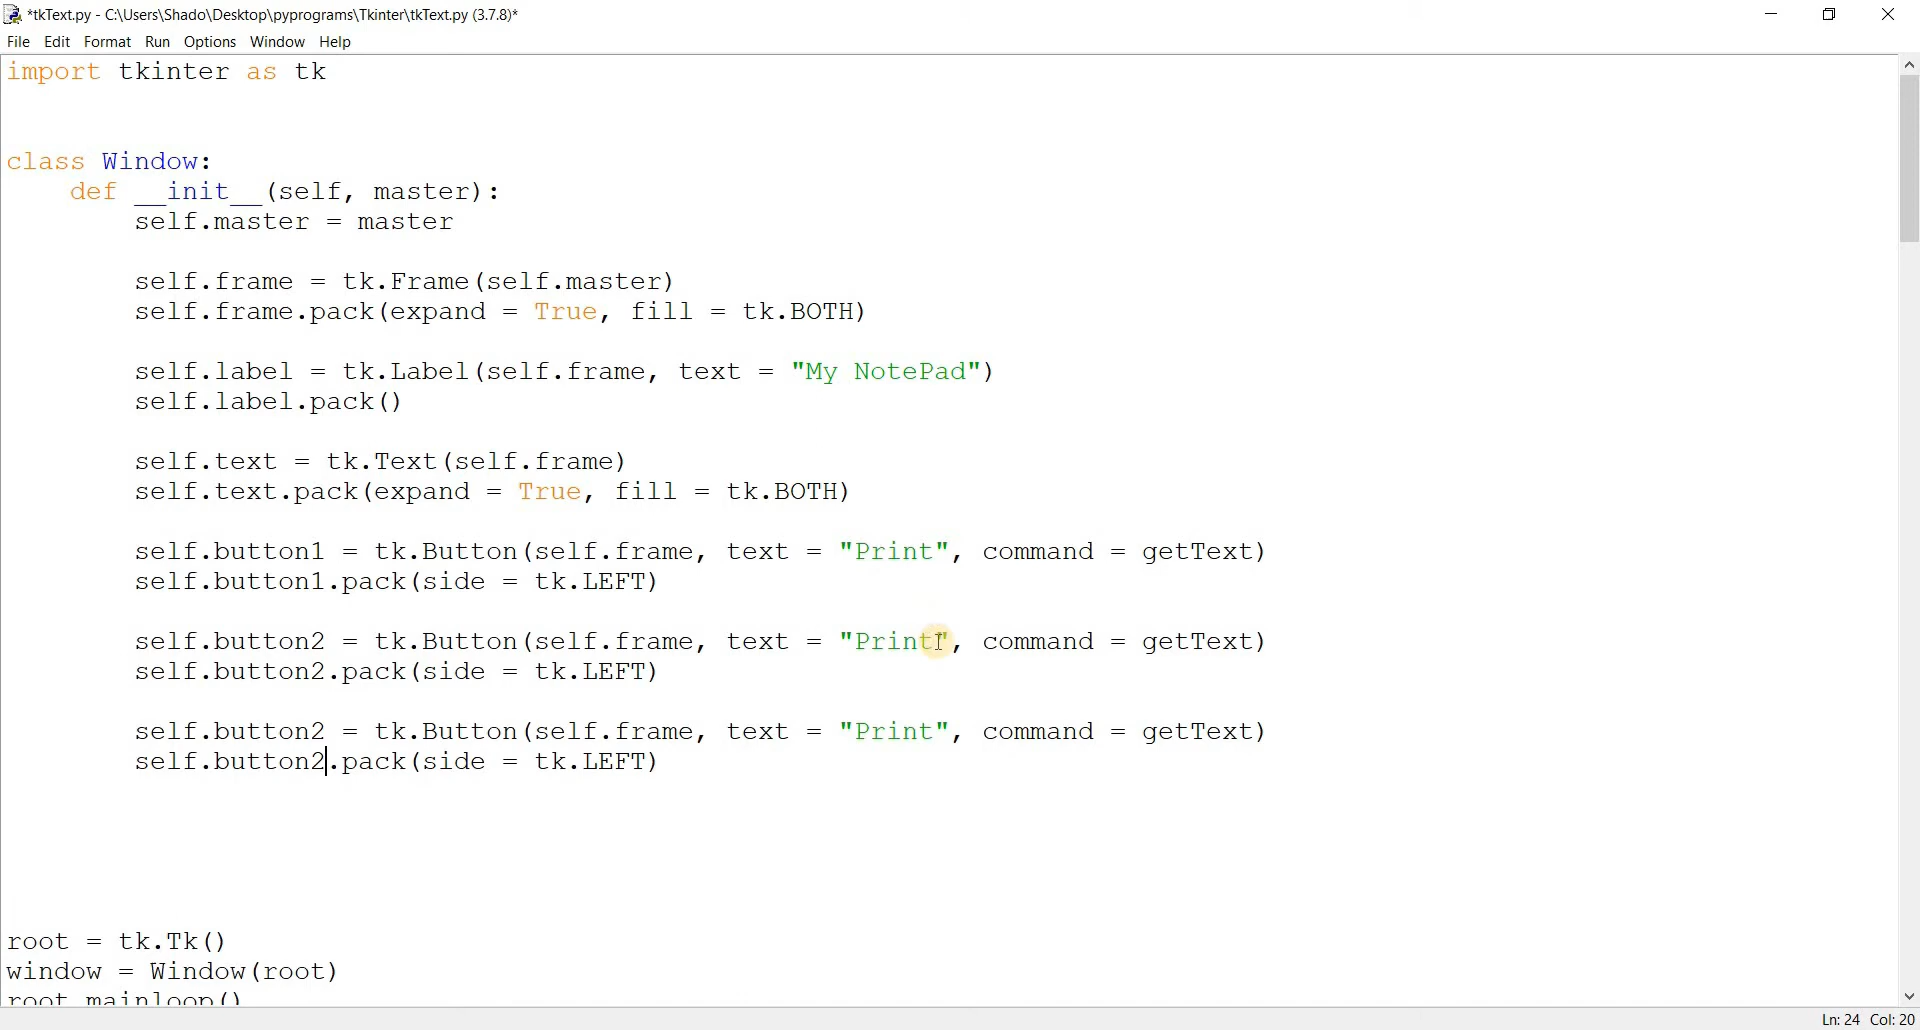 *tkText.py - C:\Users\Shado\Desktop\pyprograms\Tkinter\tkText.py (3.7.8)*
File Edit Format Run Options Window Help
import tkinter as tk
class Window:
    def __init__(self, master):
        self.master = master
        self.frame = tk.Frame(self.master)
        self.frame.pack(expand = True, fill = tk.BOTH)
        self.label = tk.Label(self.frame, text = "My NotePad")
        self.label.pack()
        self.text = tk.Text(self.frame)
        self.text.pack(expand = True, fill = tk.BOTH)
        self.button1 = tk.Button(self.frame, text = "Print", command = getText)
        self.button1.pack(side = tk.LEFT)
        self.button2 = tk.Button(self.frame, text = "Print", command = getText)
        self.button2.pack(side = tk.LEFT)
        self.button2 = tk.Button(self.frame, text = "Print", command = getText)
        self.button2.pack(side = tk.LEFT)
root = tk.Tk()
window = Window(root)
root.mainloop()
Ln: 24 Col: 20